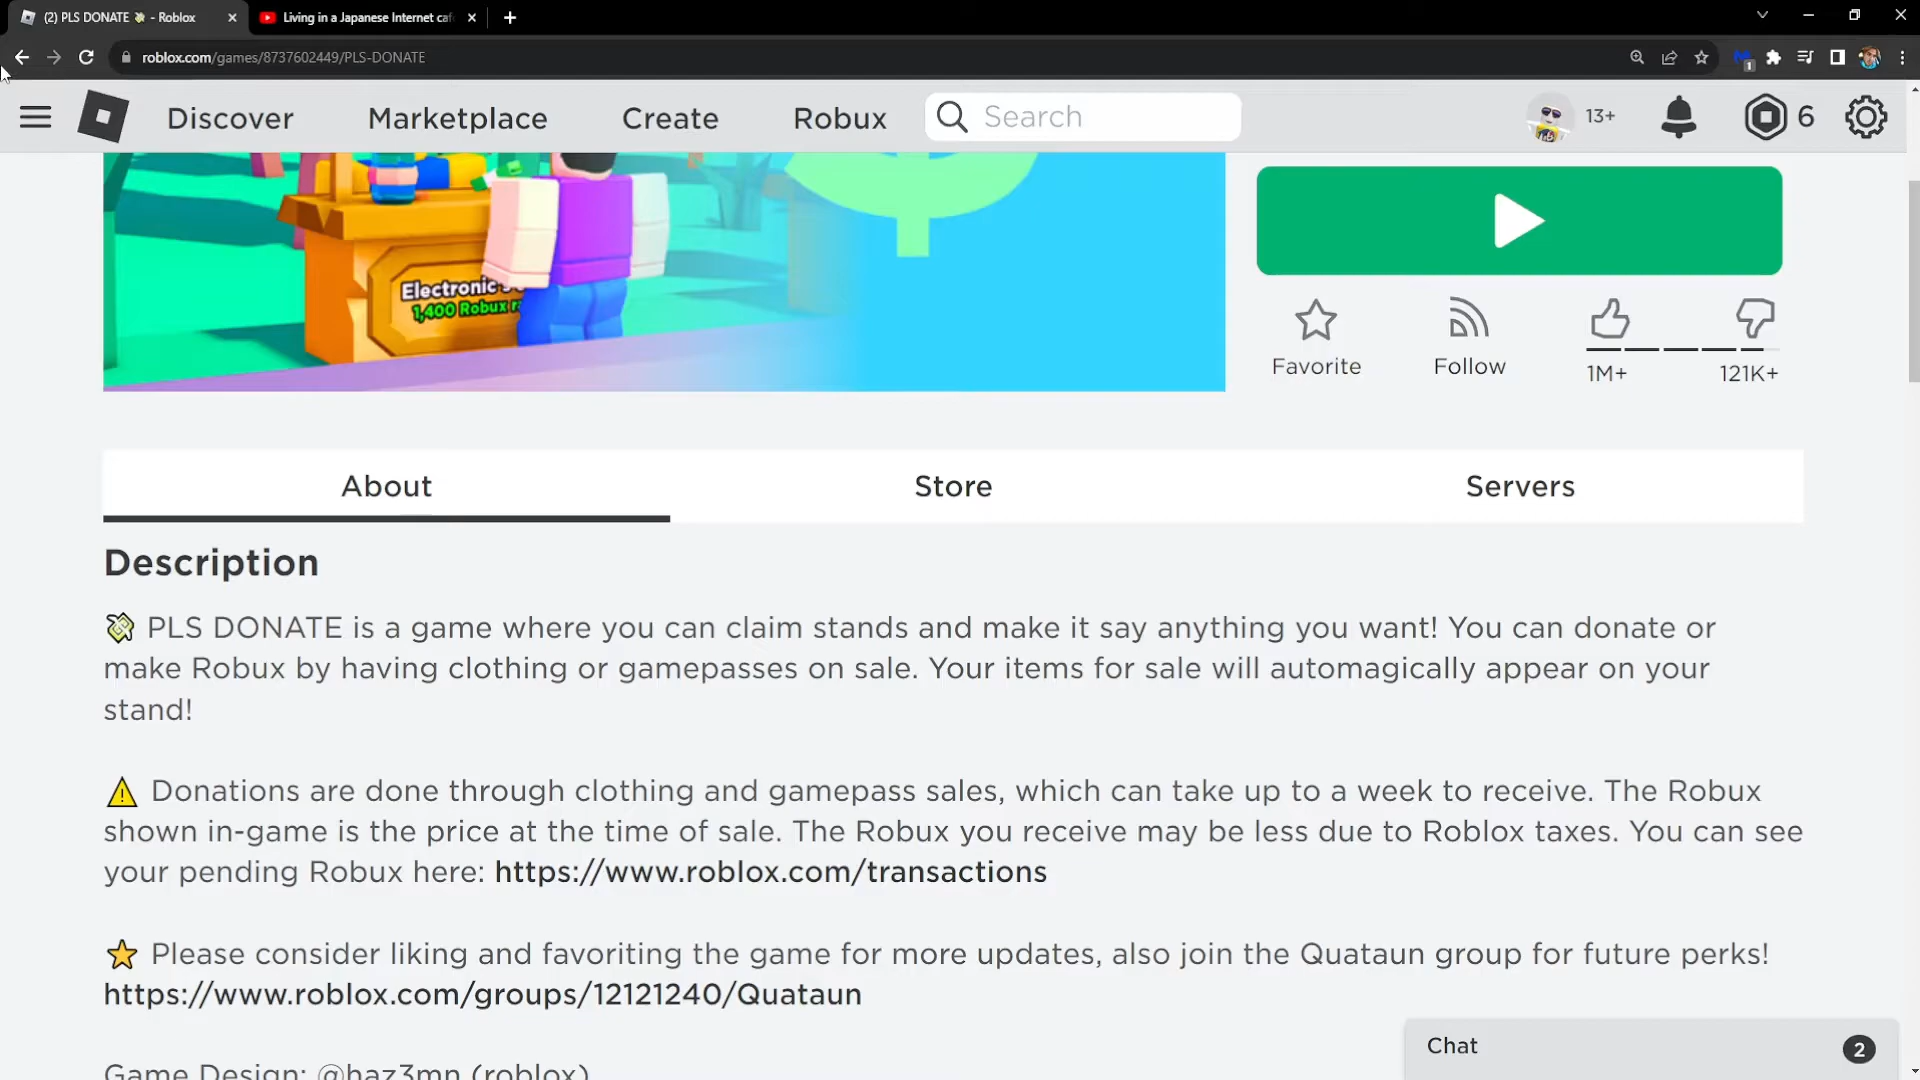 (2) PLS DONATE 💸 - Roblox
Living in a Japanese Internet caf
roblox.com/games/8737602449/PLS-DONATE
1
Discover
Marketplace
Create
Robux
Search
13+
6
Electronic
1,400 Robux r
Favorite
Follow
1M+
121K+
About
Store
Servers
Description
💸 PLS DONATE is a game where you can claim stands and make it say anything you want! You can donate or
make Robux by having clothing or gamepasses on sale. Your items for sale will automagically appear on your
stand!
⚠️ Donations are done through clothing and gamepass sales, which can take up to a week to receive. The Robux
shown in-game is the price at the time of sale. The Robux you receive may be less due to Roblox taxes. You can see
your pending Robux here: https://www.roblox.com/transactions
⭐ Please consider liking and favoriting the game for more updates, also join the Quataun group for future perks!
https://www.roblox.com/groups/12121240/Quataun
Game Design: @haz3mn (roblox)
Chat
2